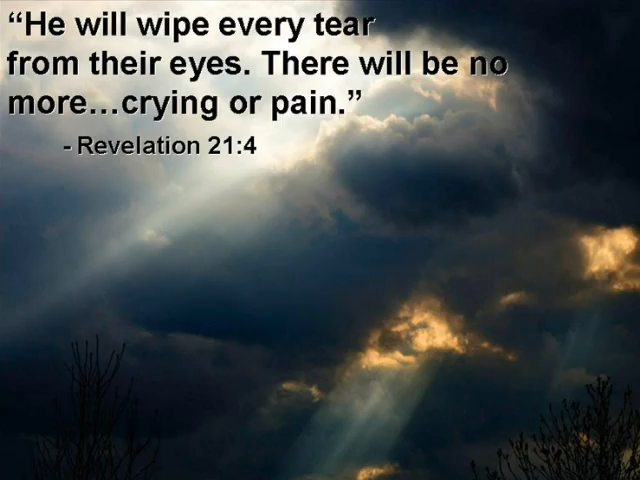 “He will wipe every tear
from their eyes. There will be no
more…crying or pain.”
- Revelation 21:4